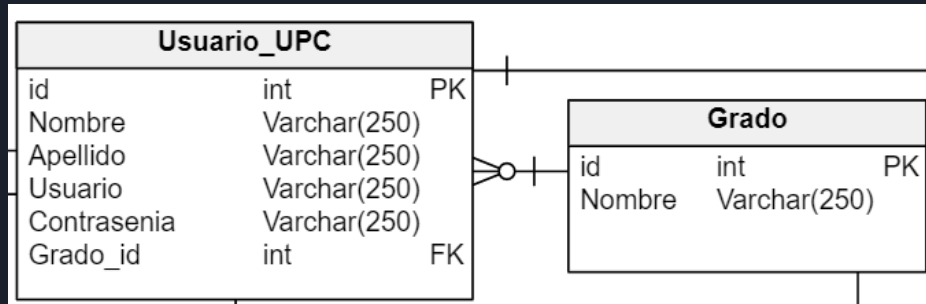 Usuario_UPC
id int PK
Nombre Varchar(250)
Apellido Varchar(250)
Usuario Varchar(250)
Contrasenia Varchar(250)
Grado_id int FK
Grado
id int PK
Nombre Varchar(250)